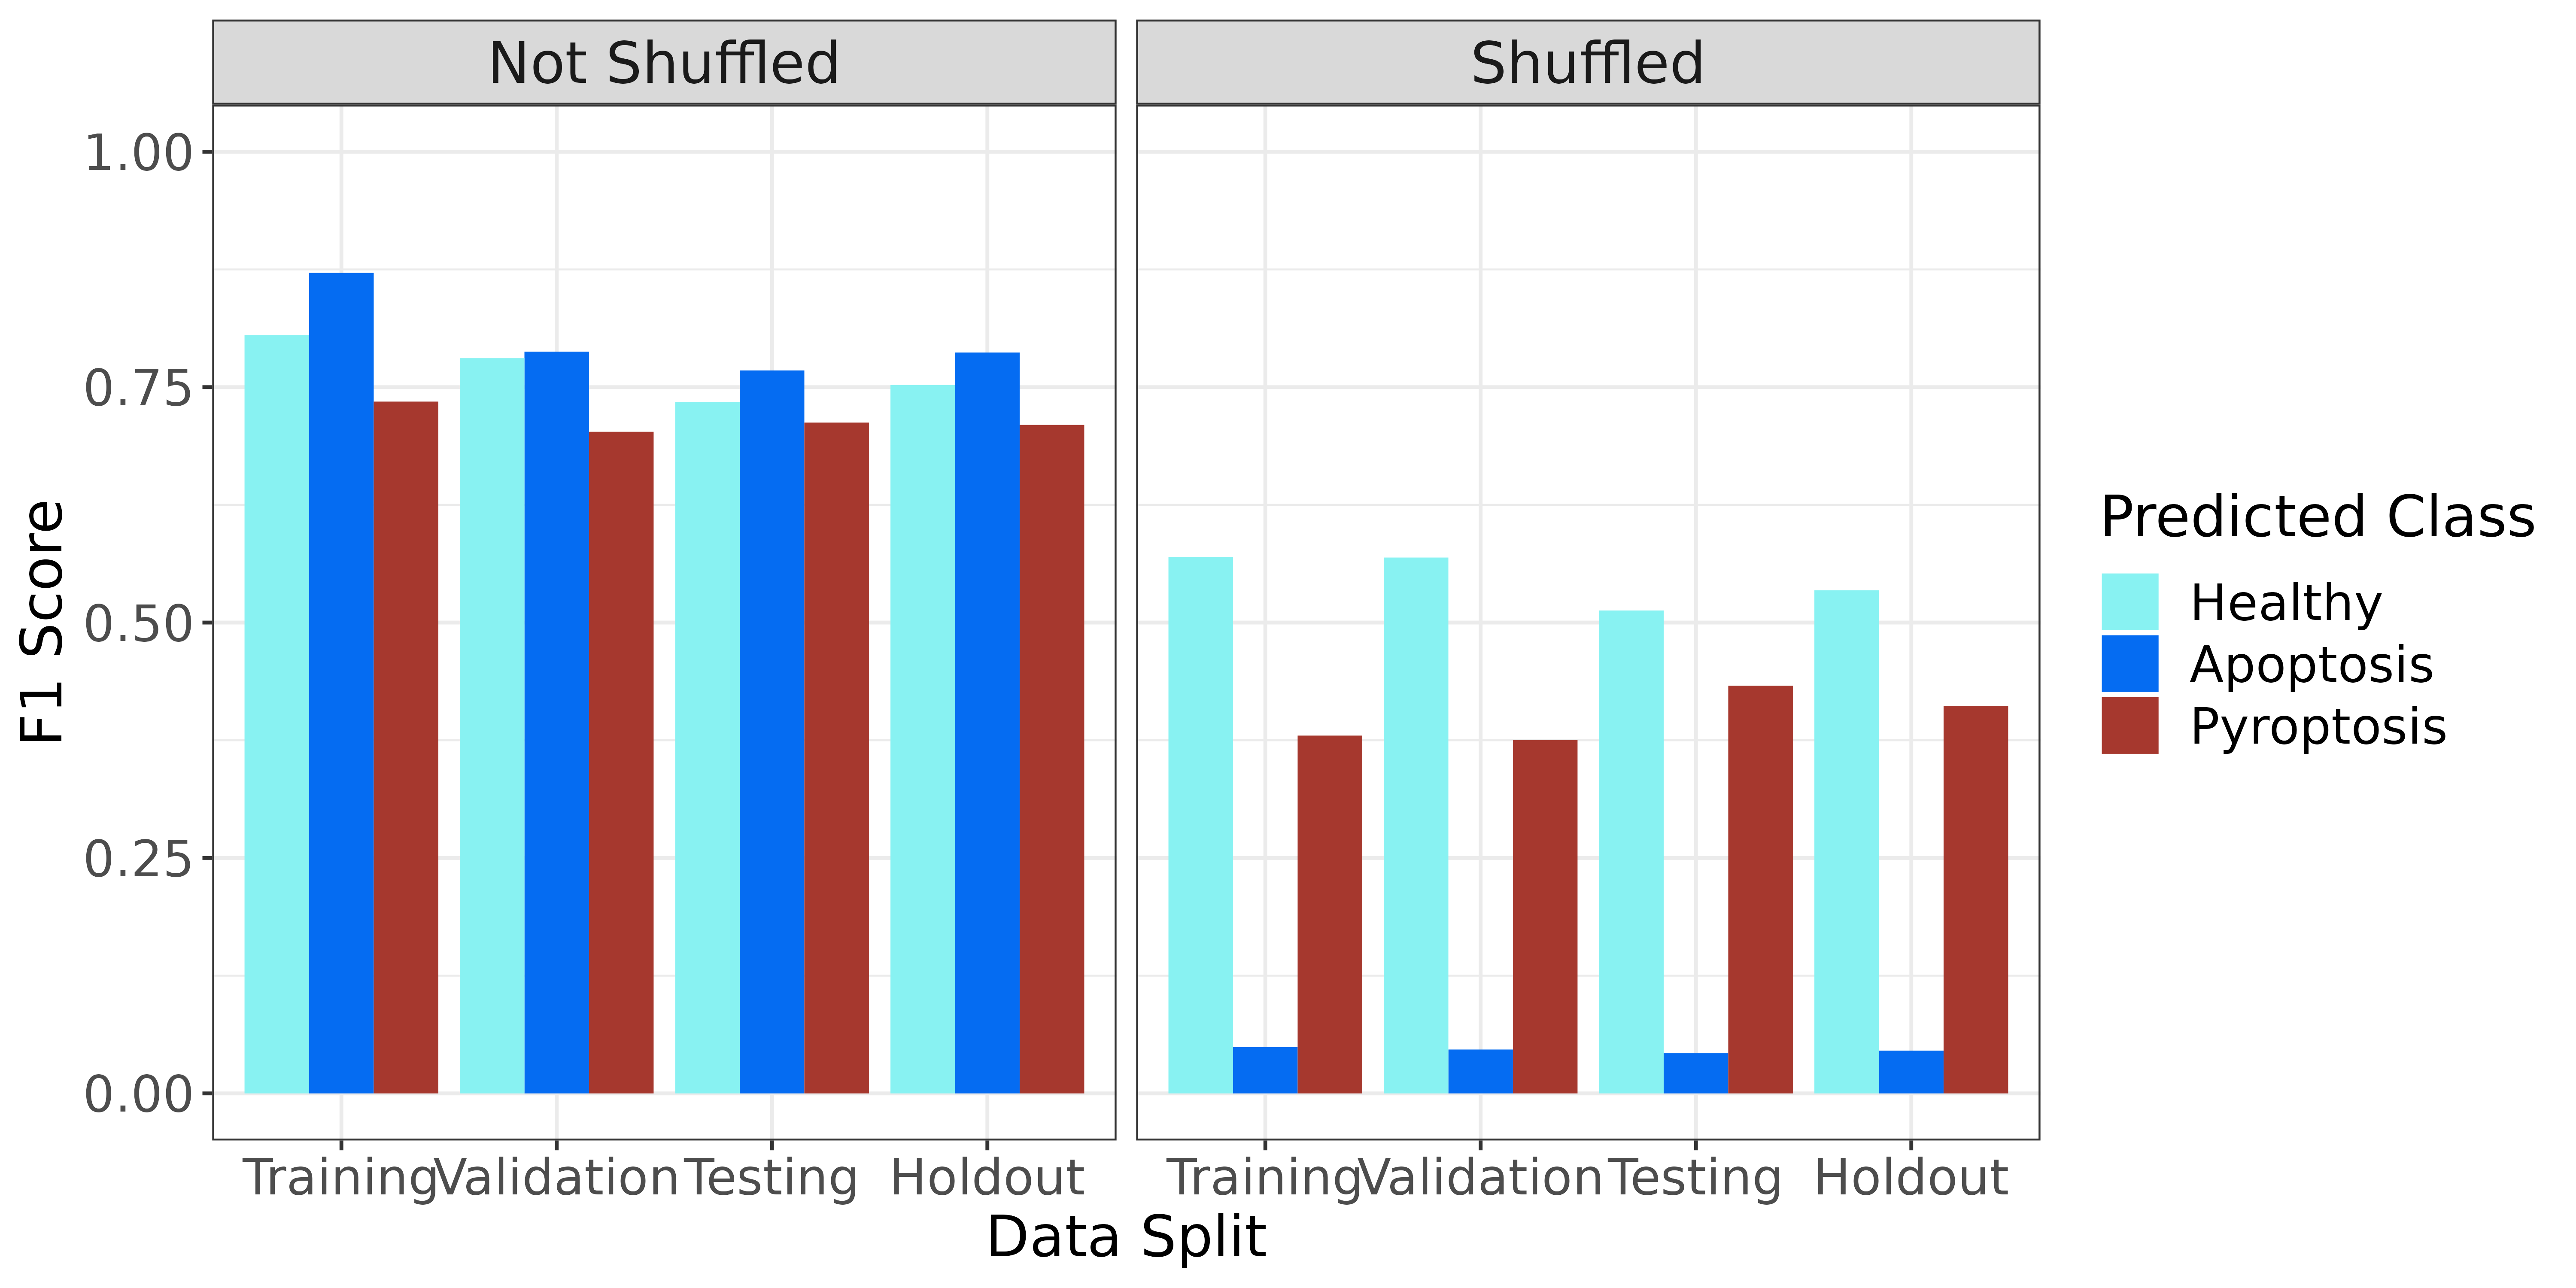 Not Shuffled
Shuffled
F1 Score
1.00
0.75
0.50
0.25
0.00
Training Validation Testing Holdout
Training Validation Testing Holdout
Data Split
Predicted Class
Healthy
Apoptosis
Pyroptosis